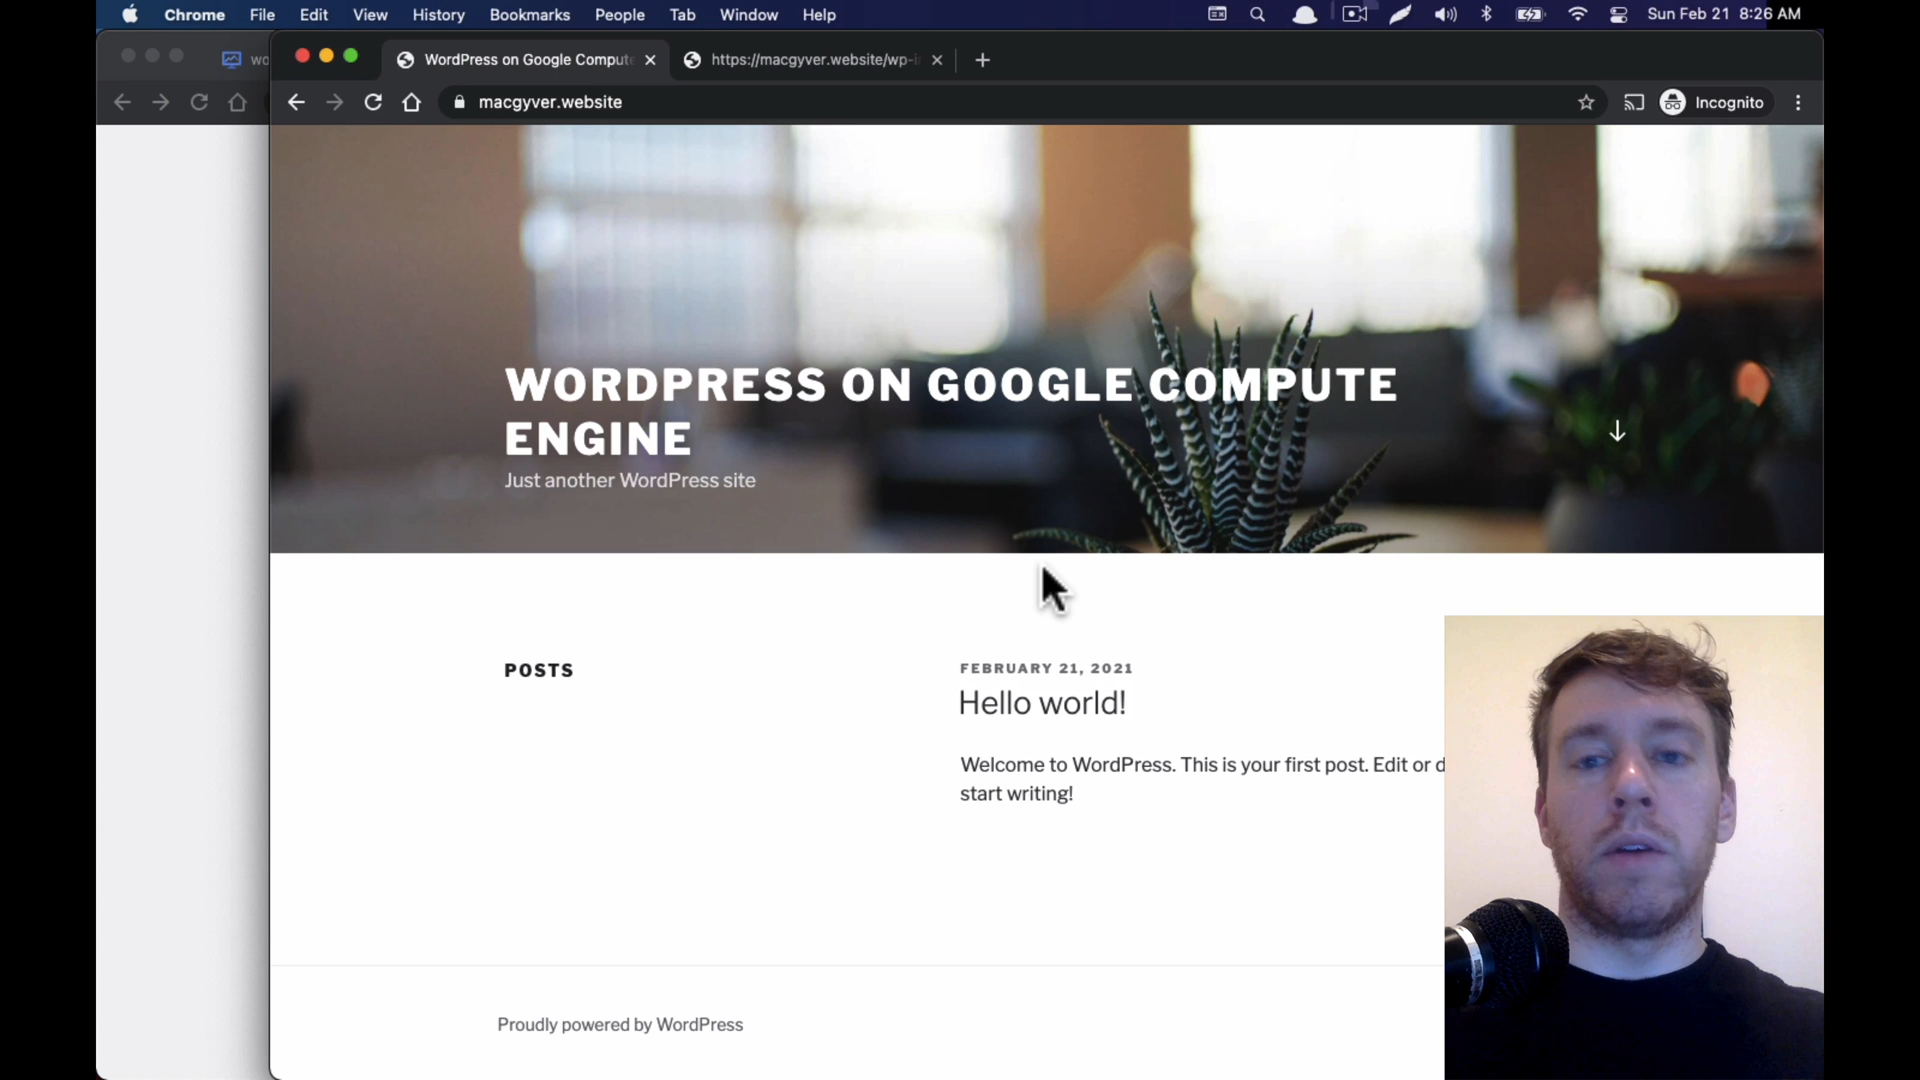 Chrome File Edit View History Bookmarks People Tab Window Help
Sun Feb 21 8:26 AM
wo
WordPress on Google Compute
https://macgyver.website/wp-i
macgyver.website
Incognito
WORDPRESS ON GOOGLE COMPUTE
ENGINE
Just another WordPress site
POSTS
FEBRUARY 21, 2021
Hello world!
Welcome to WordPress. This is your first post. Edit or d
start writing!
Proudly powered by WordPress